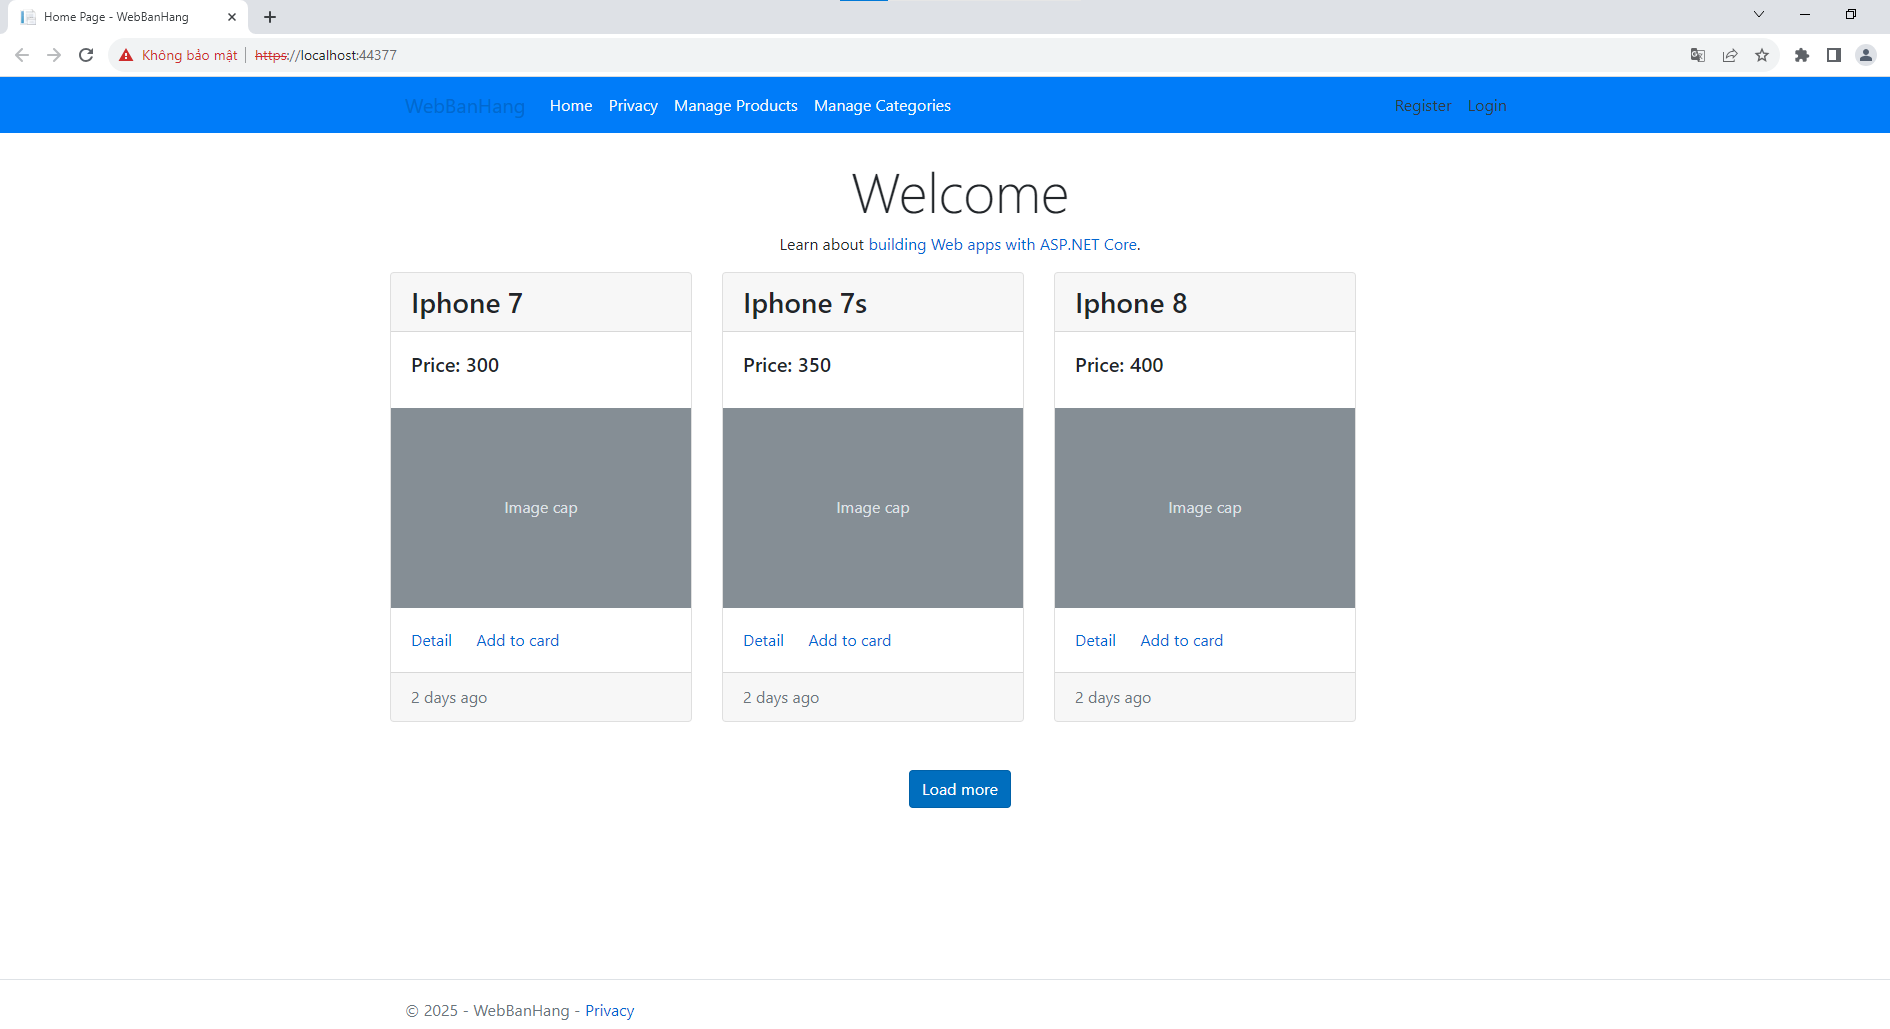 Home Page - WebBanHang
Không bảo mật https://localhost:44377
WebBanHang Home Privacy Manage Products Manage Categories Register Login
Welcome
Learn about building Web apps with ASP.NET Core.
Iphone 7
Price: 300
Image cap
Detail Add to card
2 days ago
Iphone 7s
Price: 350
Image cap
Detail Add to card
2 days ago
Iphone 8
Price: 400
Image cap
Detail Add to card
2 days ago
Load more
© 2025 - WebBanHang - Privacy